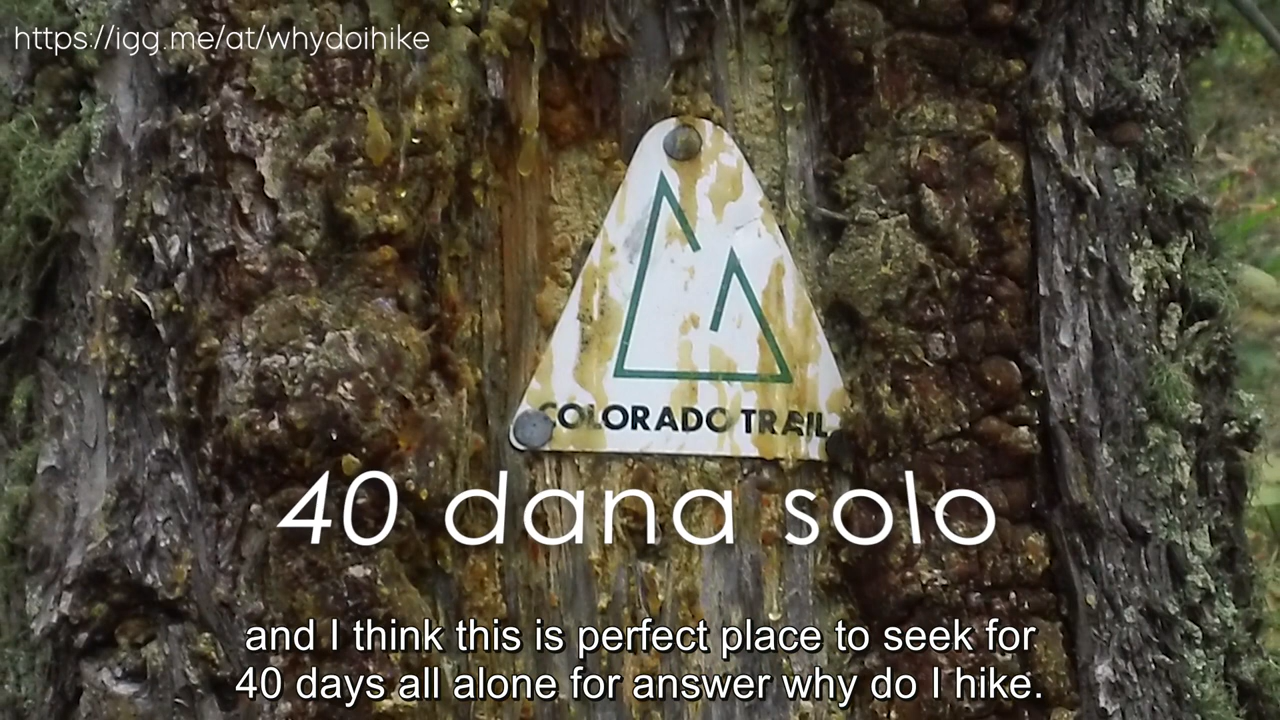 https://igg.me/at/whydoihike
COLORADO TRAIL
40 dana solo
and I think this is perfect place to seek for
40 days all alone for answer why do I hike.